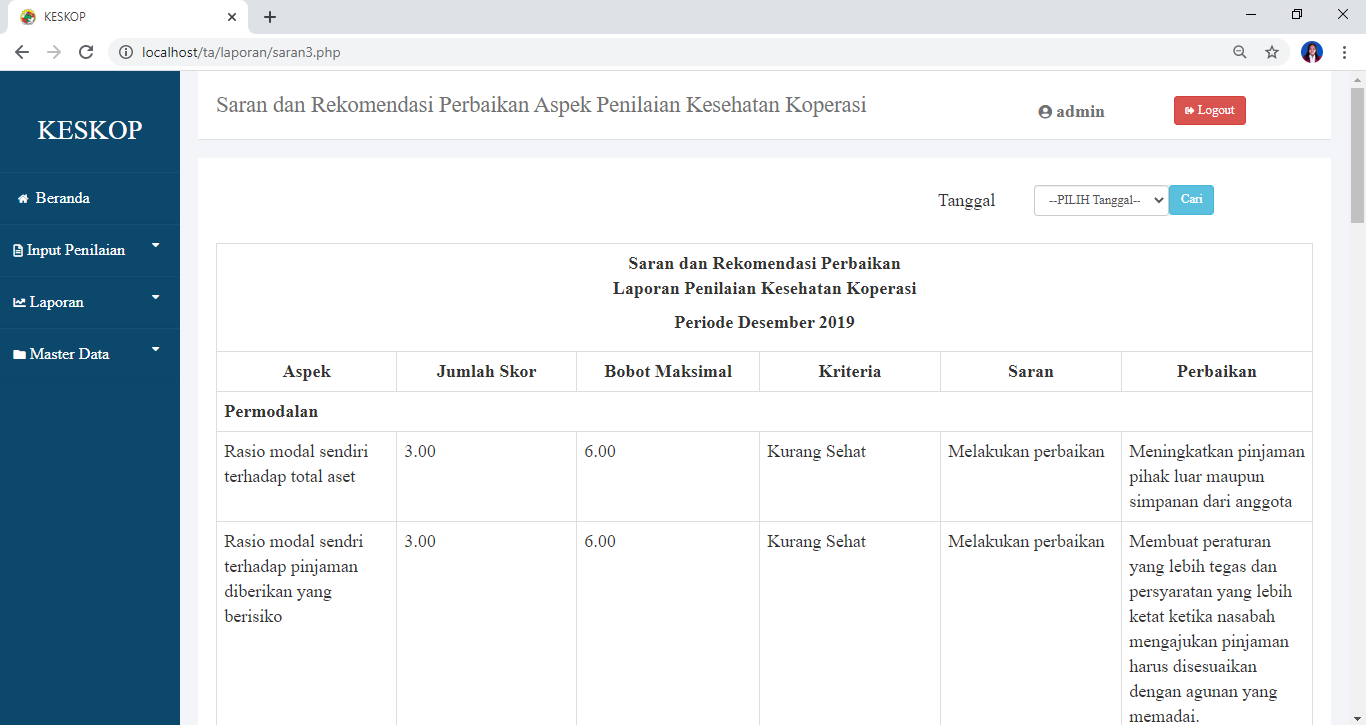 KESKOP
localhost/ta/laporan/saran3.php
KESKOP
Beranda
Input Penilaian
Laporan
Master Data
Saran dan Rekomendasi Perbaikan Aspek Penilaian Kesehatan Koperasi
admin
Logout
Tanggal
--PILIH Tanggal--
Cari
Saran dan Rekomendasi Perbaikan
Laporan Penilaian Kesehatan Koperasi
Periode Desember 2019
Aspek Jumlah Skor Bobot Maksimal Kriteria Saran Perbaikan
Permodalan
Rasio modal sendiri 3.00 6.00 Kurang Sehat Melakukan perbaikan Meningkatkan pinjaman
terhadap total aset pihak luar maupun
simpanan dari anggota
Rasio modal sendri 3.00 6.00 Kurang Sehat Melakukan perbaikan Membuat peraturan
terhadap pinjaman yang lebih tegas dan
diberikan yang persyaratan yang lebih
berisiko ketat ketika nasabah
mengajukan pinjaman
harus disesuaikan
dengan agunan yang
memadai.